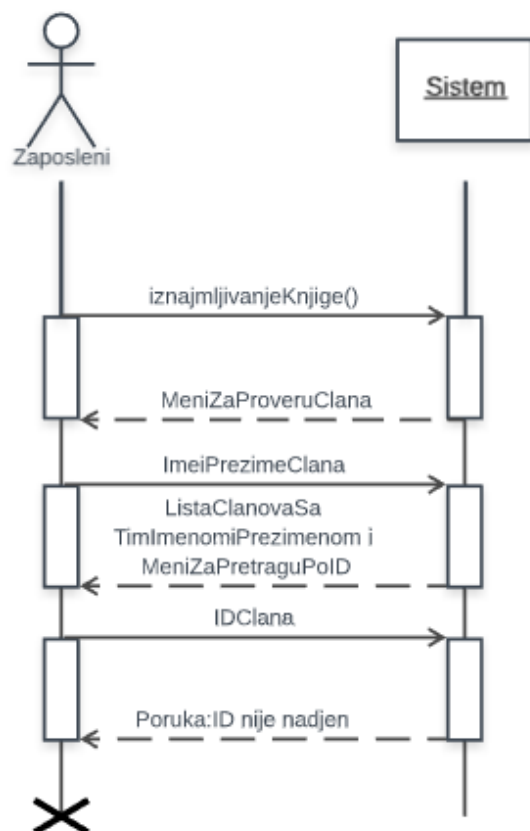 Sistem
Zaposleni
iznajmljivanjeKnjige()
MeniZaProveruClana
ImeiPrezimeClana
ListaClanovaSa
TimImenomiPrezimenom i
MeniZaPretraguPoID
IDClana
Poruka:ID nije nadjen